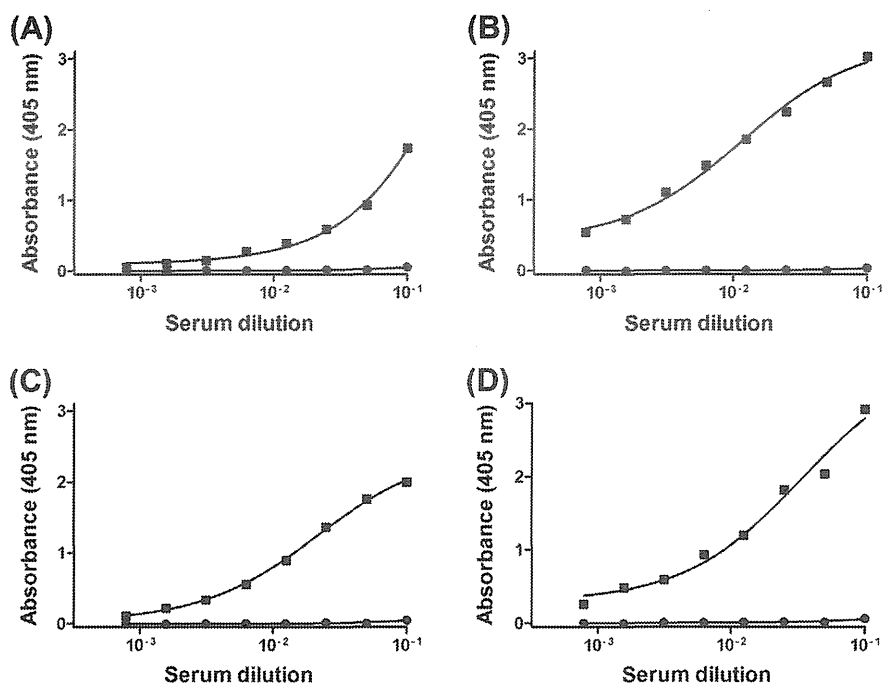 (A)
Absorbance (405 nm)
3
2
1
0
10⁻³ 10⁻² 10⁻¹
Serum dilution
(B)
Absorbance (405 nm)
3
2
1
0
10⁻³ 10⁻² 10⁻¹
Serum dilution
(C)
Absorbance (405 nm)
3
2
1
0
10⁻³ 10⁻² 10⁻¹
Serum dilution
(D)
Absorbance (405 nm)
3
2
1
0
10⁻³ 10⁻² 10⁻¹
Serum dilution